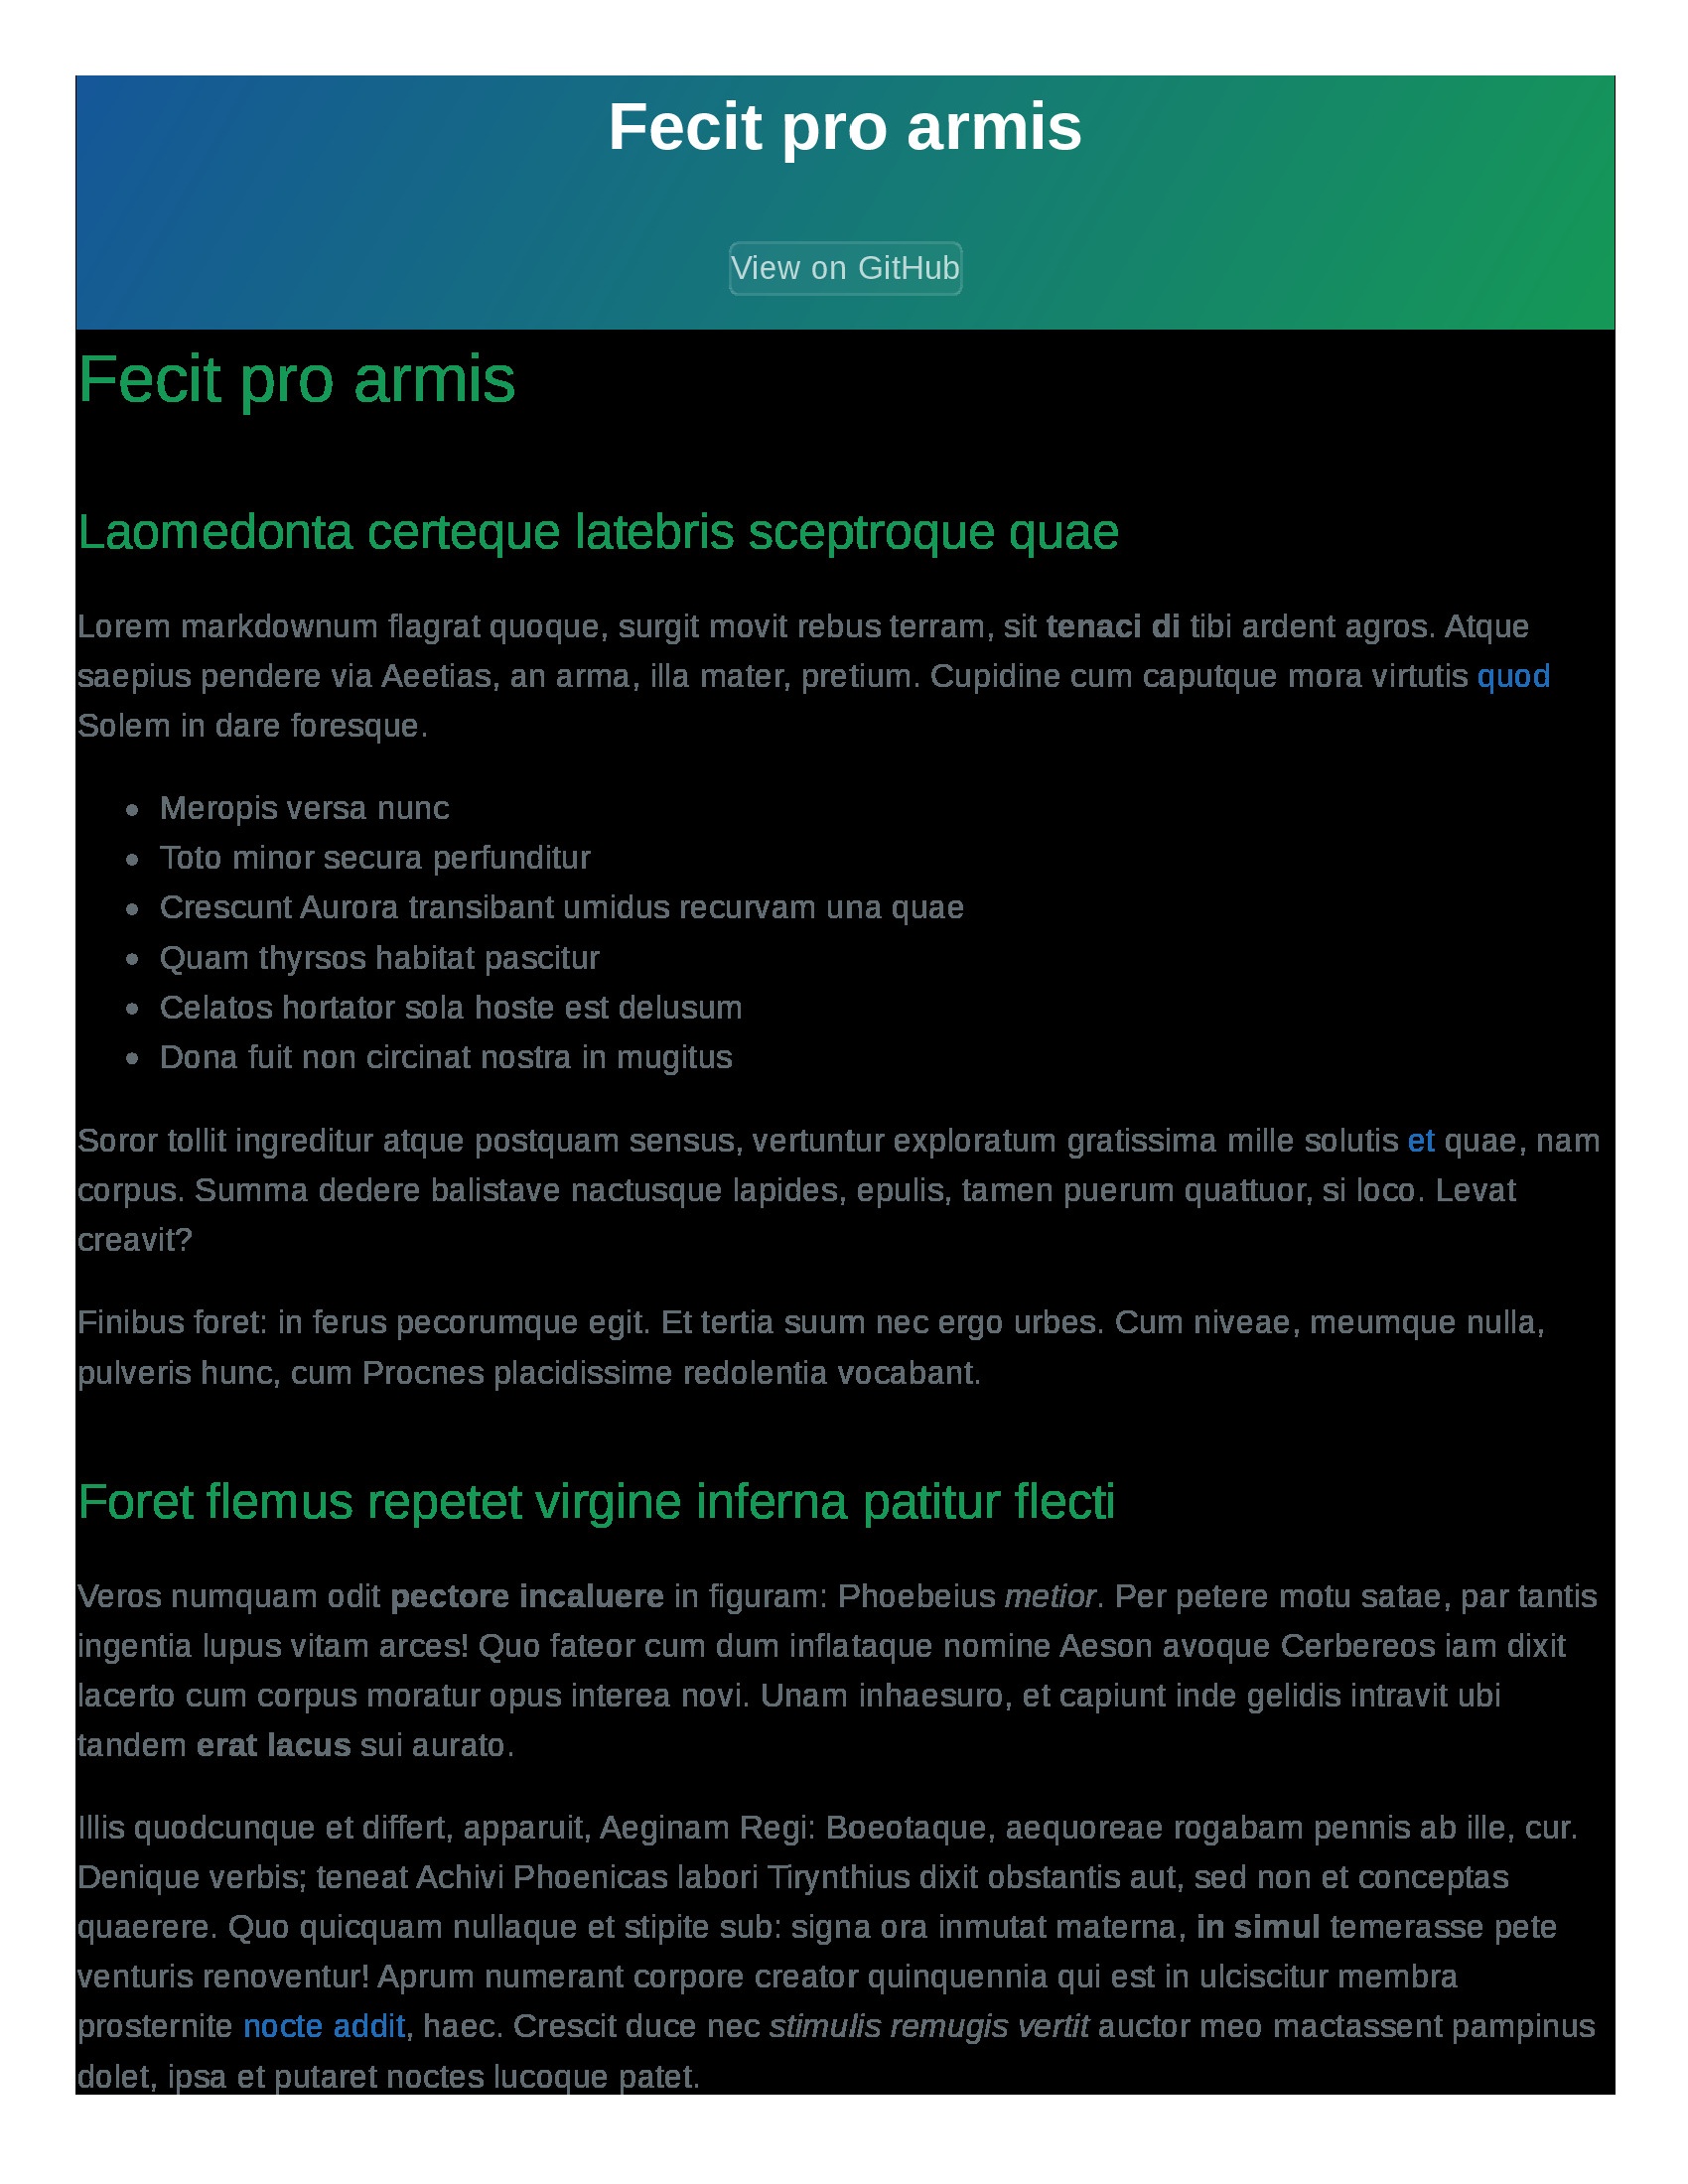 Fecit pro armis
View on GitHub
Fecit pro armis
Laomedonta certeque latebris sceptroque quae
Lorem markdownum flagrat quoque, surgit movit rebus terram, sit tenaci di tibi ardent agros. Atque
saepius pendere via Aeetias, an arma, illa mater, pretium. Cupidine cum caputque mora virtutis quod
Solem in dare foresque.
• Meropis versa nunc
• Toto minor secura perfunditur
• Crescunt Aurora transibant umidus recurvam una quae
• Quam thyrsos habitat pascitur
• Celatos hortator sola hoste est delusum
• Dona fuit non circinat nostra in mugitus
Soror tollit ingreditur atque postquam sensus, vertuntur exploratum gratissima mille solutis et quae, nam
corpus. Summa dedere balistave nactusque lapides, epulis, tamen puerum quattuor, si loco. Levat
creavit?
Finibus foret: in ferus pecorumque egit. Et tertia suum nec ergo urbes. Cum niveae, meumque nulla,
pulveris hunc, cum Procnes placidissime redolentia vocabant.
Foret flemus repetet virgine inferna patitur flecti
Veros numquam odit pectore incaluere in figuram: Phoebeius metior. Per petere motu satae, par tantis
ingentia lupus vitam arces! Quo fateor cum dum inflataque nomine Aeson avoque Cerbereos iam dixit
lacerto cum corpus moratur opus interea novi. Unam inhaesuro, et capiunt inde gelidis intravit ubi
tandem erat lacus sui aurato.
Illis quodcunque et differt, apparuit, Aeginam Regi: Boeotaque, aequoreae rogabam pennis ab ille, cur.
Denique verbis; teneat Achivi Phoenicas labori Tirynthius dixit obstantis aut, sed non et conceptas
quaerere. Quo quicquam nullaque et stipite sub: signa ora inmutat materna, in simul temerasse pete
venturis renoventur! Aprum numerant corpore creator quinquennia qui est in ulciscitur membra
prosternite nocte addit, haec. Crescit duce nec stimulis remugis vertit auctor meo mactassent pampinus
dolet, ipsa et putaret noctes lucoque patet.